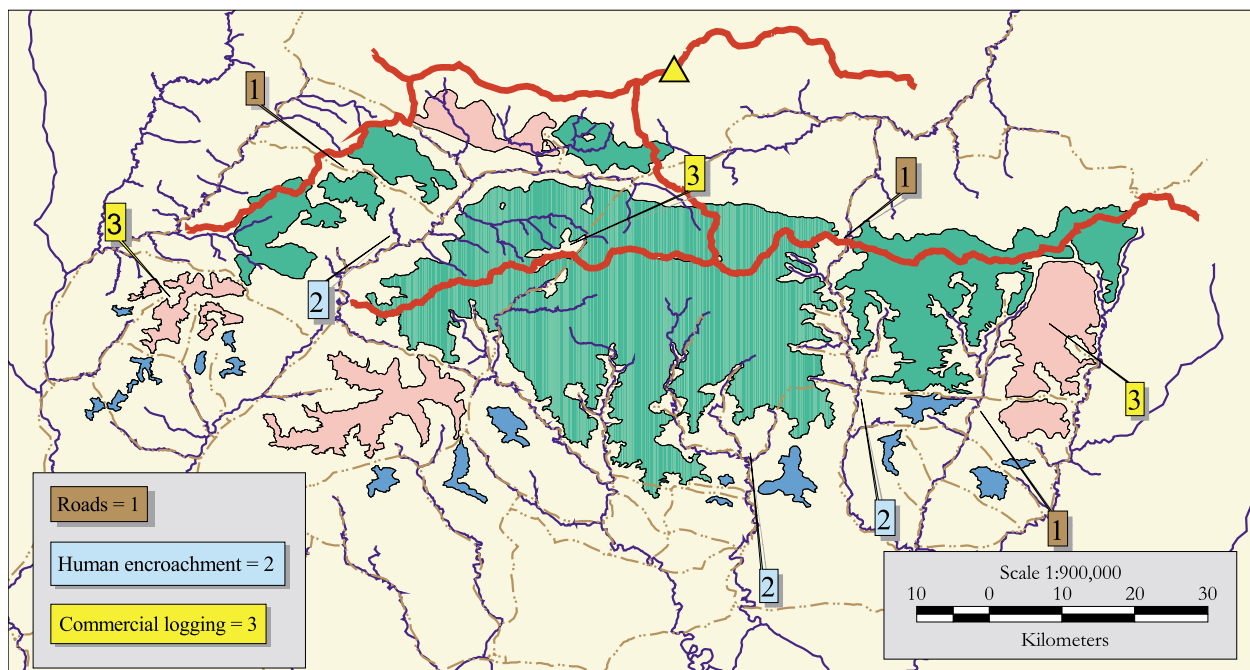 1
3
1
3
2
3
2
1
2
Roads = 1
Human encroachment = 2
Commercial logging = 3
Scale 1:900,000
10 0 10 20 30
Kilometers